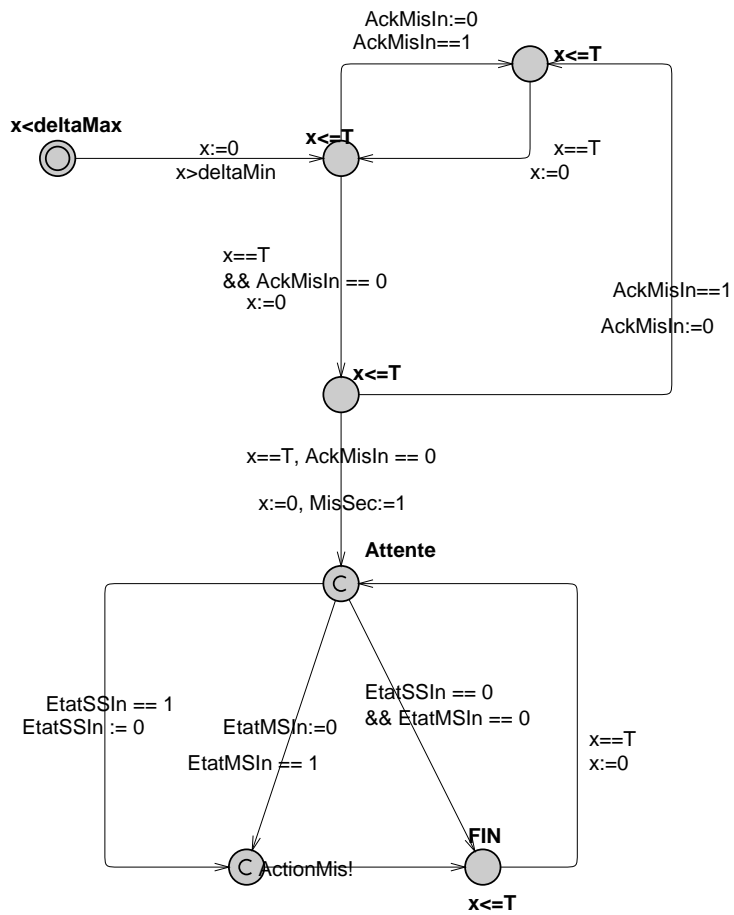 AckMisIn:=0
AckMisIn==1
x<=T
x<deltaMax
x<=T
x:=0
x>deltaMin
x==T
x:=0
x==T
&& AckMisIn == 0
x:=0
AckMisIn==1
AckMisIn:=0
x<=T
x==T, AckMisIn == 0
x:=0, MisSec:=1
Attente
C
EtatSSIn == 1
EtatSSIn := 0
EtatMSIn:=0
EtatMSIn == 1
EtatSSIn == 0
&& EtatMSIn == 0
x==T
x:=0
FIN
C
ActionMis!
x<=T